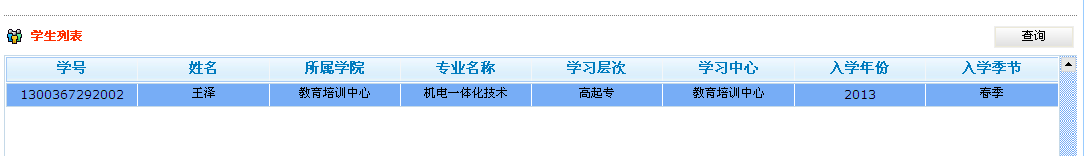 学生列表 查询
学号 姓名 所属学院 专业名称 学习层次 学习中心 入学年份 入学季节
1300367292002 王泽 教育培训中心 机电一体化技术 高起专 教育培训中心 2013 春季